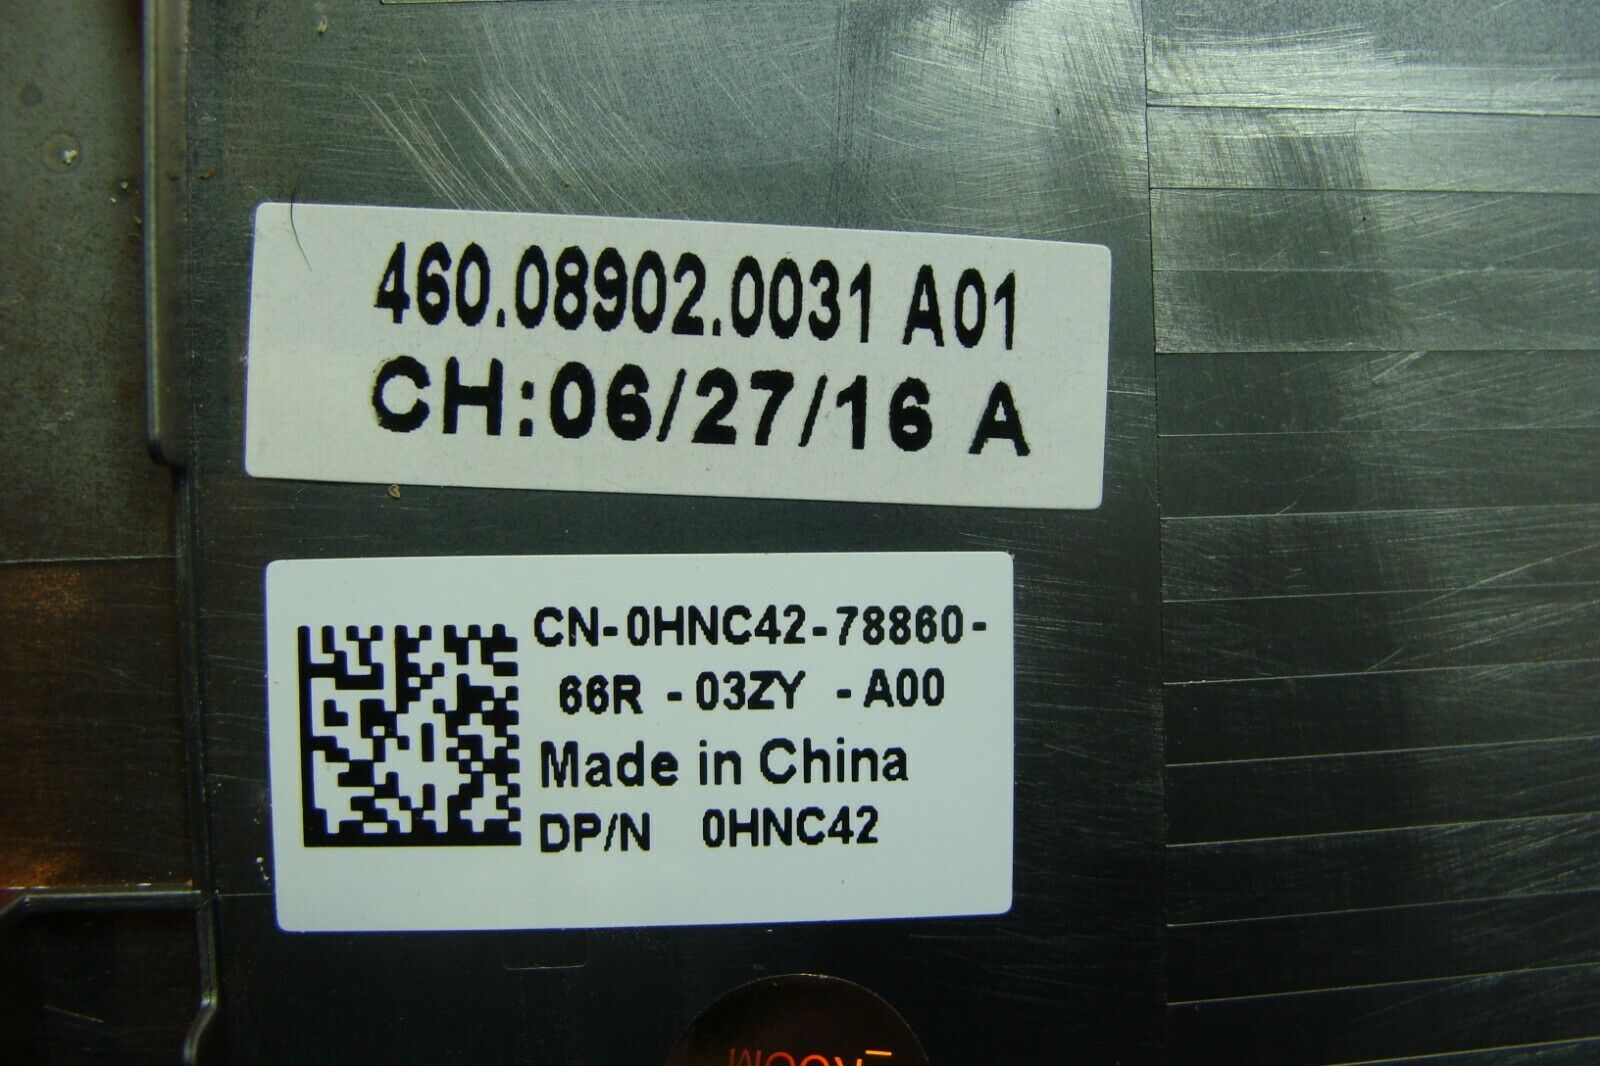 460.08902.0031 A01
CH:06/27/16 A
CN-0HNC42-78860-
66R -03ZY -A00
Made in China
DP/N 0HNC42